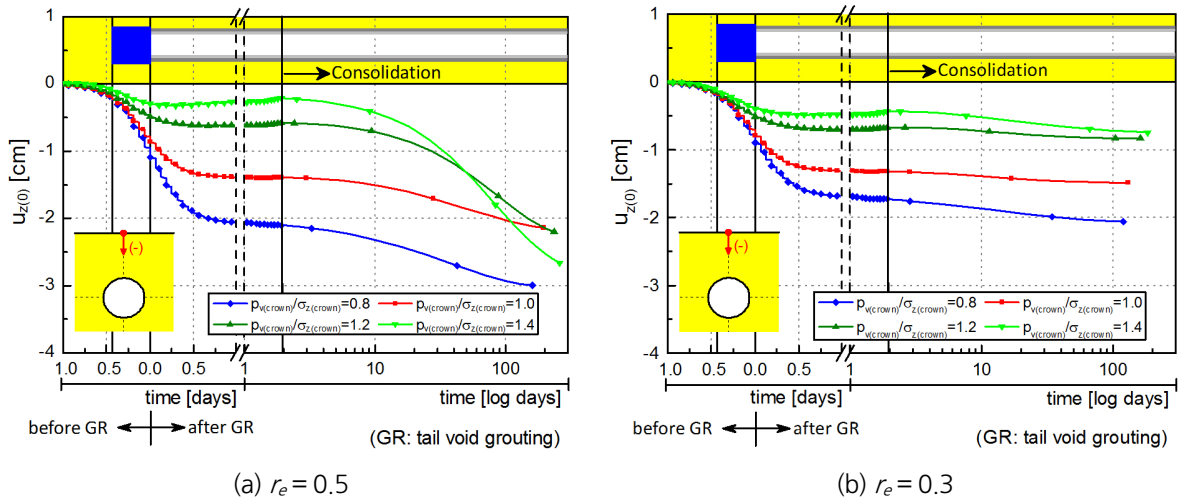 1
0
-1
-2
-3
-4
u_z(0) [cm]
Consolidation
(-)
p_v(crown)/σ_z(crown)=0.8
p_v(crown)/σ_z(crown)=1.0
p_v(crown)/σ_z(crown)=1.2
p_v(crown)/σ_z(crown)=1.4
1.0 0.5 0.0 0.5 1 10 100
time [days] time [log days]
before GR after GR
(GR: tail void grouting)
(a) r_e = 0.5
1
0
-1
-2
-3
-4
u_z(0) [cm]
Consolidation
(-)
p_v(crown)/σ_z(crown)=0.8
p_v(crown)/σ_z(crown)=1.0
p_v(crown)/σ_z(crown)=1.2
p_v(crown)/σ_z(crown)=1.4
1.0 0.5 0.0 0.5 1 10 100
time [days] time [log days]
before GR after GR
(GR: tail void grouting)
(b) r_e = 0.3